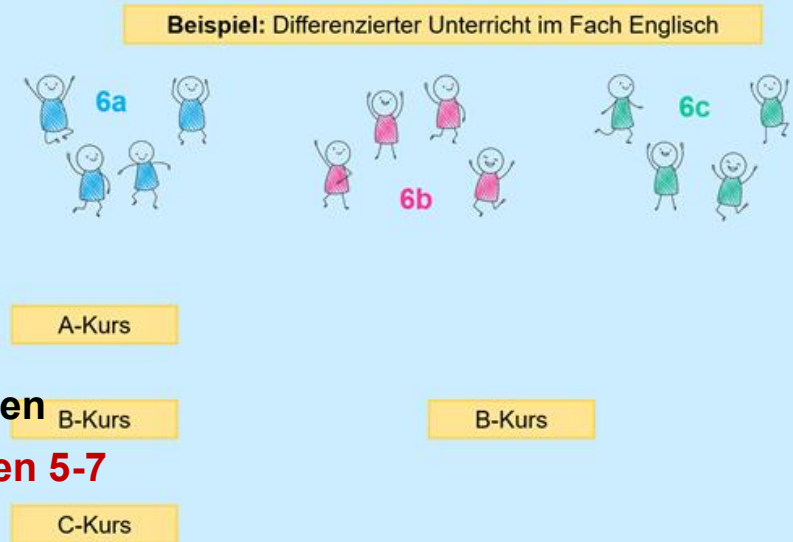 Beispiel: Differenzierter Unterricht im Fach Englisch
6a
6b
6c
A-Kurs
en
B-Kurs
B-Kurs
en 5-7
C-Kurs